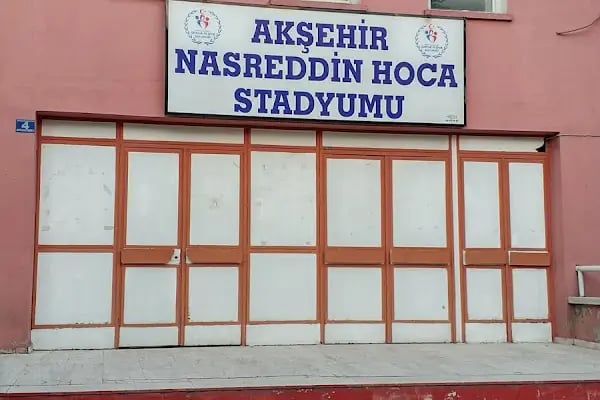 AKŞEHİR
NASREDDİN HOCA
STADYUMU
4